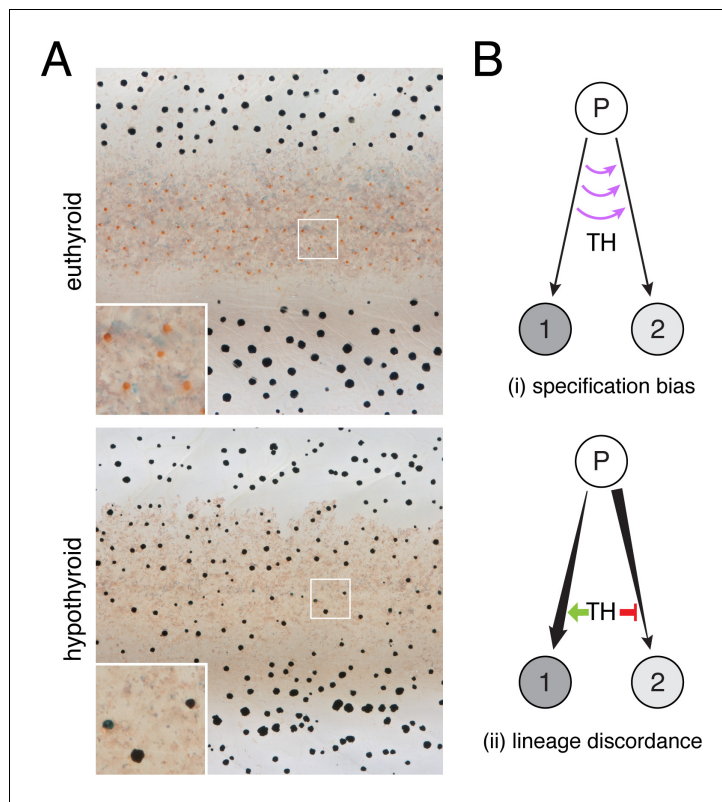 A
euthyroid
hypothyroid
B
P
TH
1
2
(i) specification bias
P
TH
1
2
(ii) lineage discordance